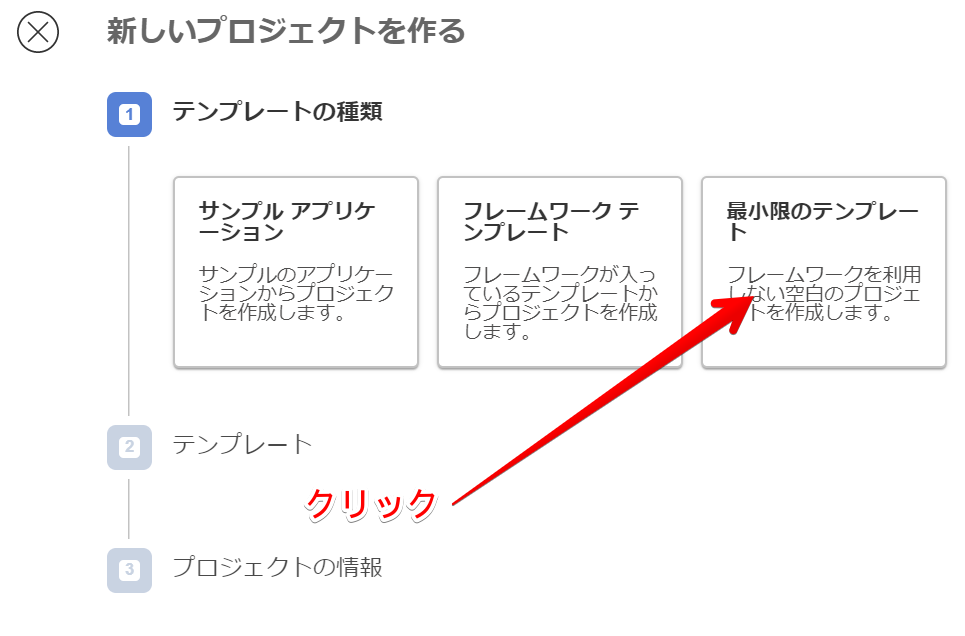 新しいプロジェクトを作る
1 テンプレートの種類
サンプル アプリケ
ーション
サンプルのアプリケー
ションからプロジェク
トを作成します。
フレームワーク テ
ンプレート
フレームワークが入っ
ているテンプレートか
らプロジェクトを作成
します。
最小限のテンプレー
ト
フレームワークを利用
しない空白のプロジェ
トを作成します。
2 テンプレート
クリック
3 プロジェクトの情報